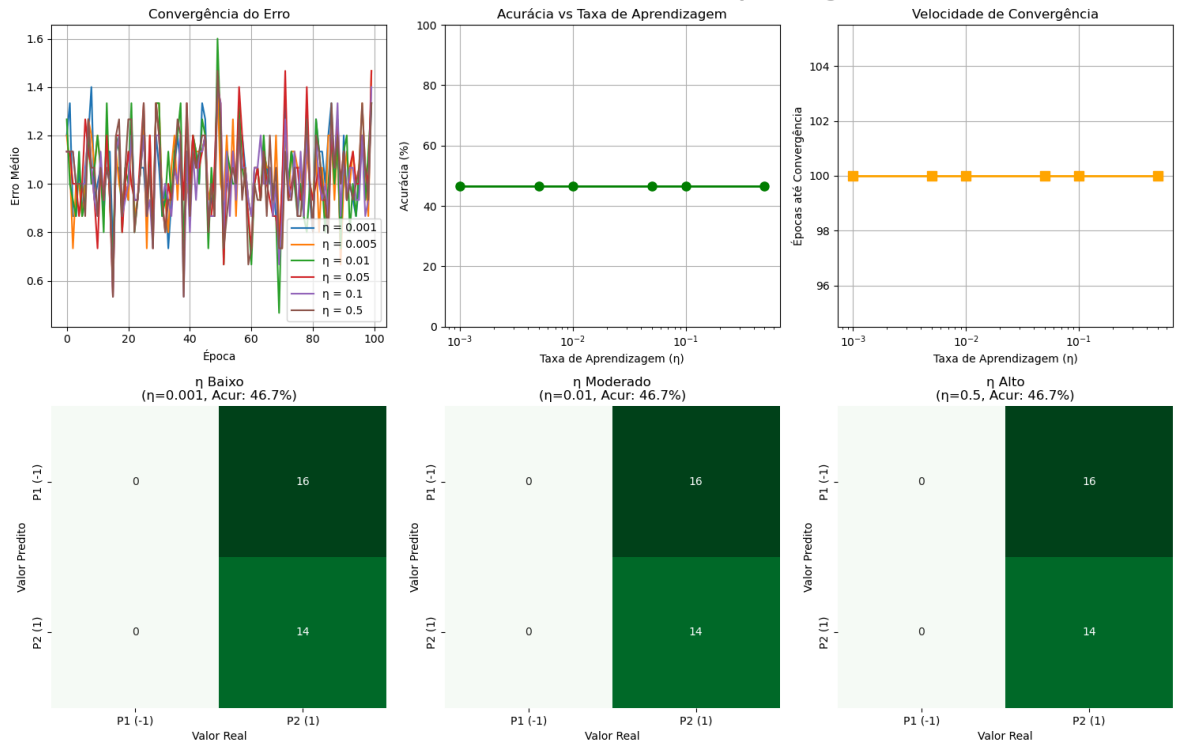 Convergência do Erro
Erro Médio
1.6
1.4
1.2
1.0
0.8
0.6
η = 0.001
η = 0.005
η = 0.01
η = 0.05
η = 0.1
η = 0.5
0 20 40 60 80 100
Época
Acurácia vs Taxa de Aprendizagem
Acurácia (%)
100
80
60
40
20
0
10⁻³ 10⁻² 10⁻¹
Taxa de Aprendizagem (η)
Velocidade de Convergência
Épocas até Convergência
104
102
100
98
96
10⁻³ 10⁻² 10⁻¹
Taxa de Aprendizagem (η)
η Baixo
(η=0.001, Acur: 46.7%)
Valor Predito
P1 (-1)
0 16
P2 (1)
0 14
P1 (-1) P2 (1)
Valor Real
η Moderado
(η=0.01, Acur: 46.7%)
Valor Predito
P1 (-1)
0 16
P2 (1)
0 14
P1 (-1) P2 (1)
Valor Real
η Alto
(η=0.5, Acur: 46.7%)
Valor Predito
P1 (-1)
0 16
P2 (1)
0 14
P1 (-1) P2 (1)
Valor Real